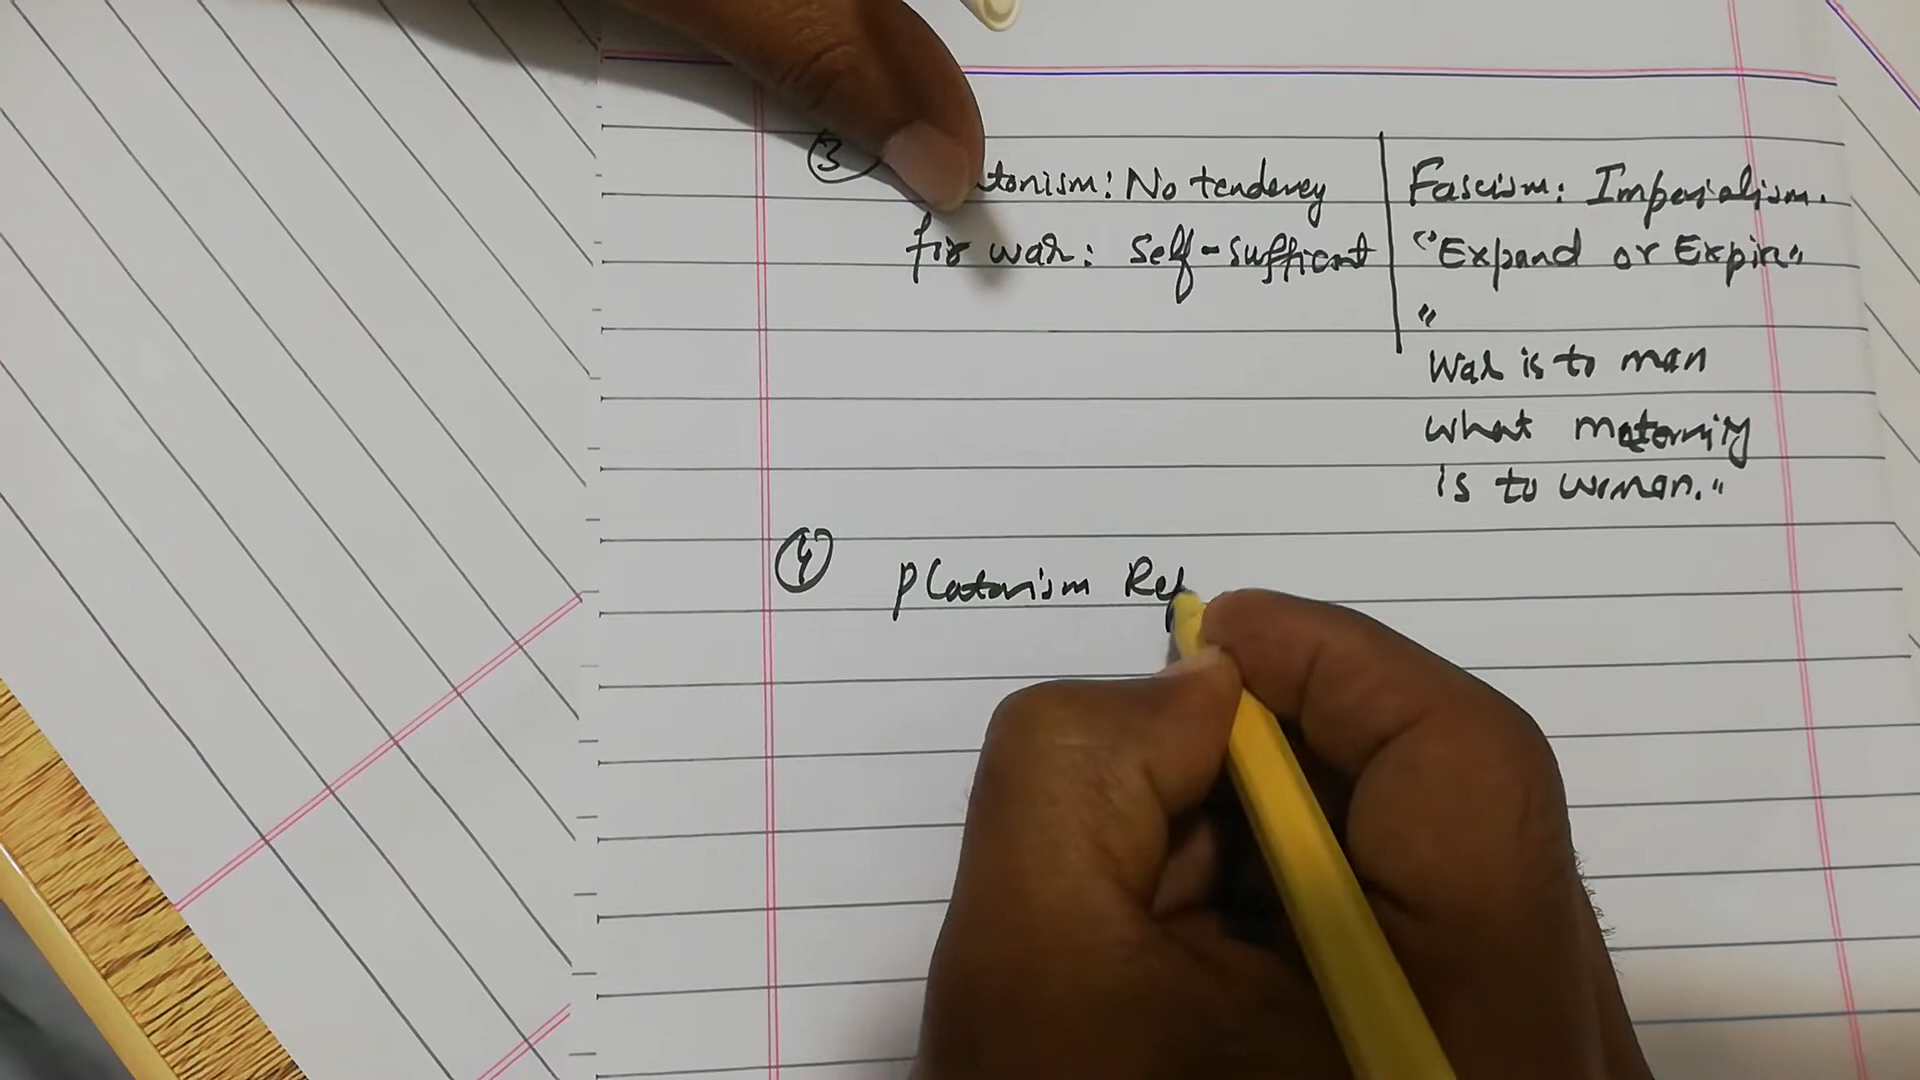 ③ tonism: No tendency
for war: Self-sufficient
Fascism: Imperialism.
"Expand or Expire"
"
War is to man
what maternity
is to woman."
④ Platonism Rep